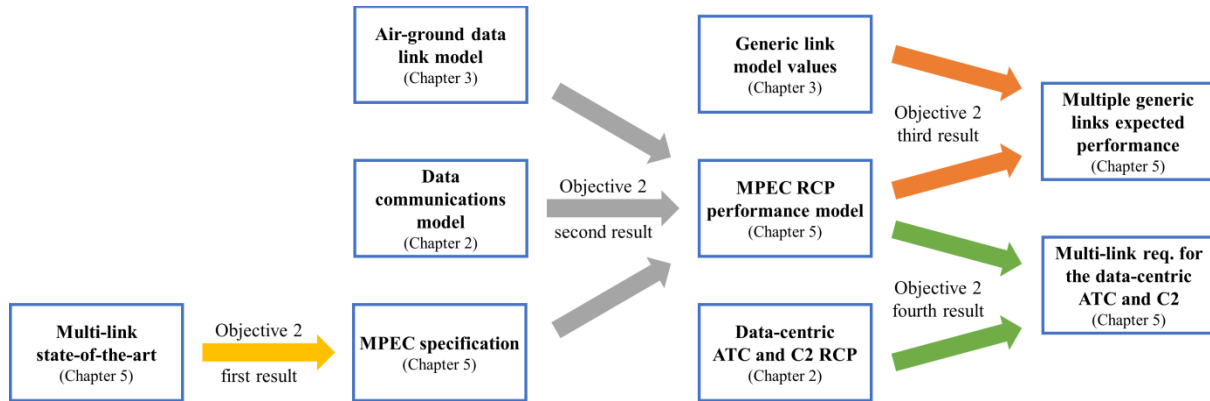 Air-ground data
link model
(Chapter 3)
Generic link
model values
(Chapter 3)
Objective 2
third result
Multiple generic
links expected
performance
(Chapter 5)
Data
communications
model
(Chapter 2)
Objective 2
second result
MPEC RCP
performance model
(Chapter 5)
Multi-link
state-of-the-art
(Chapter 5)
Objective 2
first result
MPEC specification
(Chapter 5)
Data-centric
ATC and C2 RCP
(Chapter 2)
Objective 2
fourth result
Multi-link req. for
the data-centric
ATC and C2
(Chapter 5)